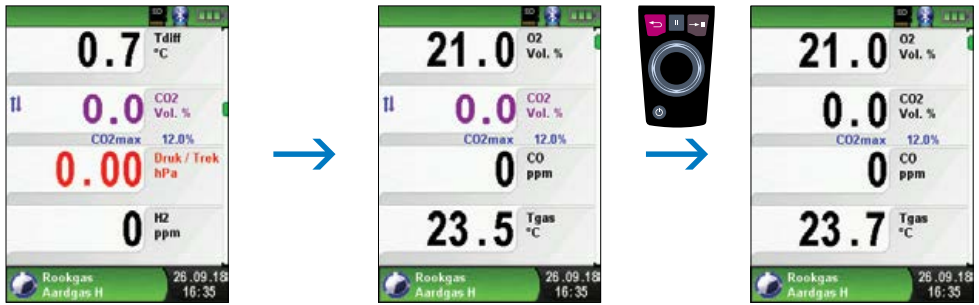 0.7 Tdiff °C
0.0 CO2 Vol. %
CO2max 12.0%
0.00 Druk / Trek hPa
0 H2 ppm
Rookgas 26.09.18
Aardgas H 16:35
21.0 O2 Vol. %
0.0 CO2 Vol. %
CO2max 12.0%
0 CO ppm
23.5 Tgas °C
Rookgas 26.09.18
Aardgas H 16:35
21.0 O2 Vol. %
0.0 CO2 Vol. %
CO2max 12.0%
0 CO ppm
23.7 Tgas °C
Rookgas 26.09.18
Aardgas H 16:35